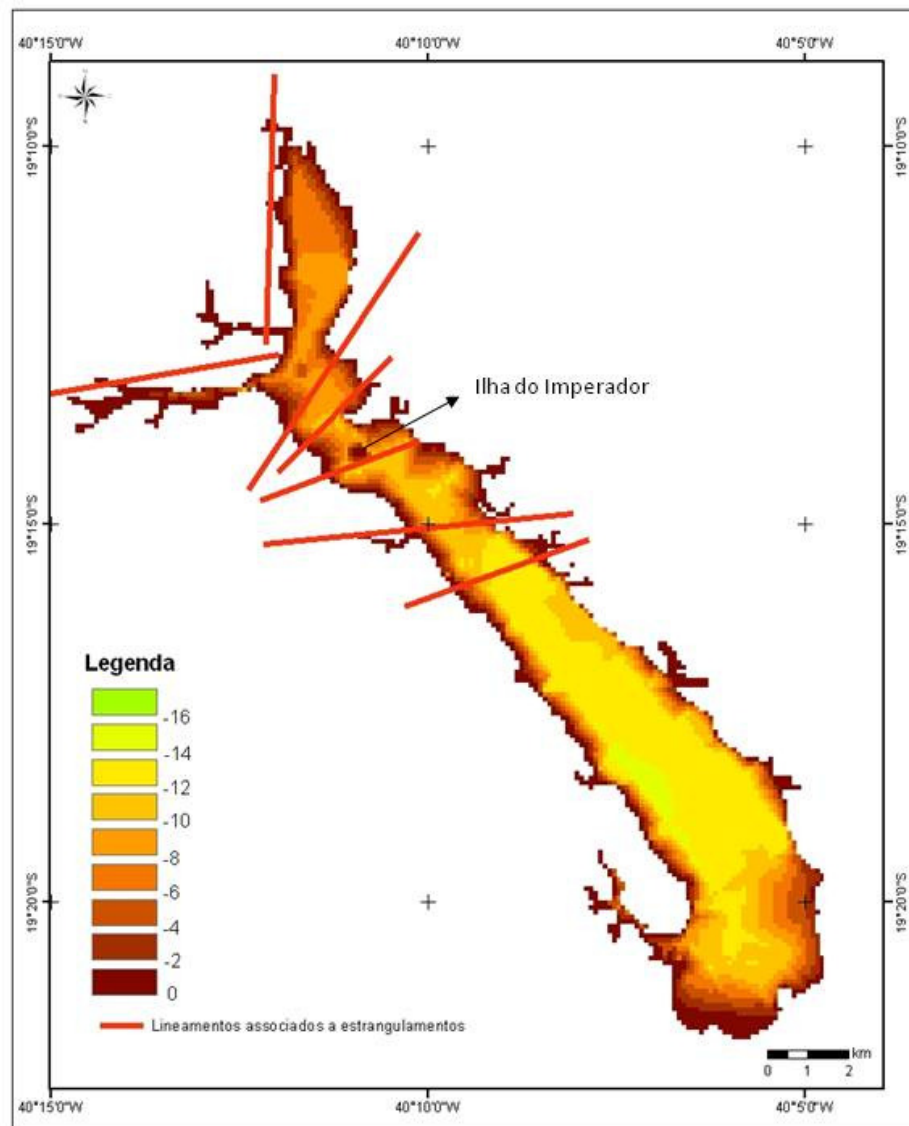 40°15'0"W 40°10'0"W 40°5'0"W
19°10'0"S 19°10'0"S
Ilha do Imperador
19°15'0"S 19°15'0"S
Legenda
-16
-14
-12
-10
-8
-6
-4
-2
0
19°20'0"S 19°20'0"S
Lineamentos associados a estrangulamentos
km
0 1 2
40°15'0"W 40°10'0"W 40°5'0"W